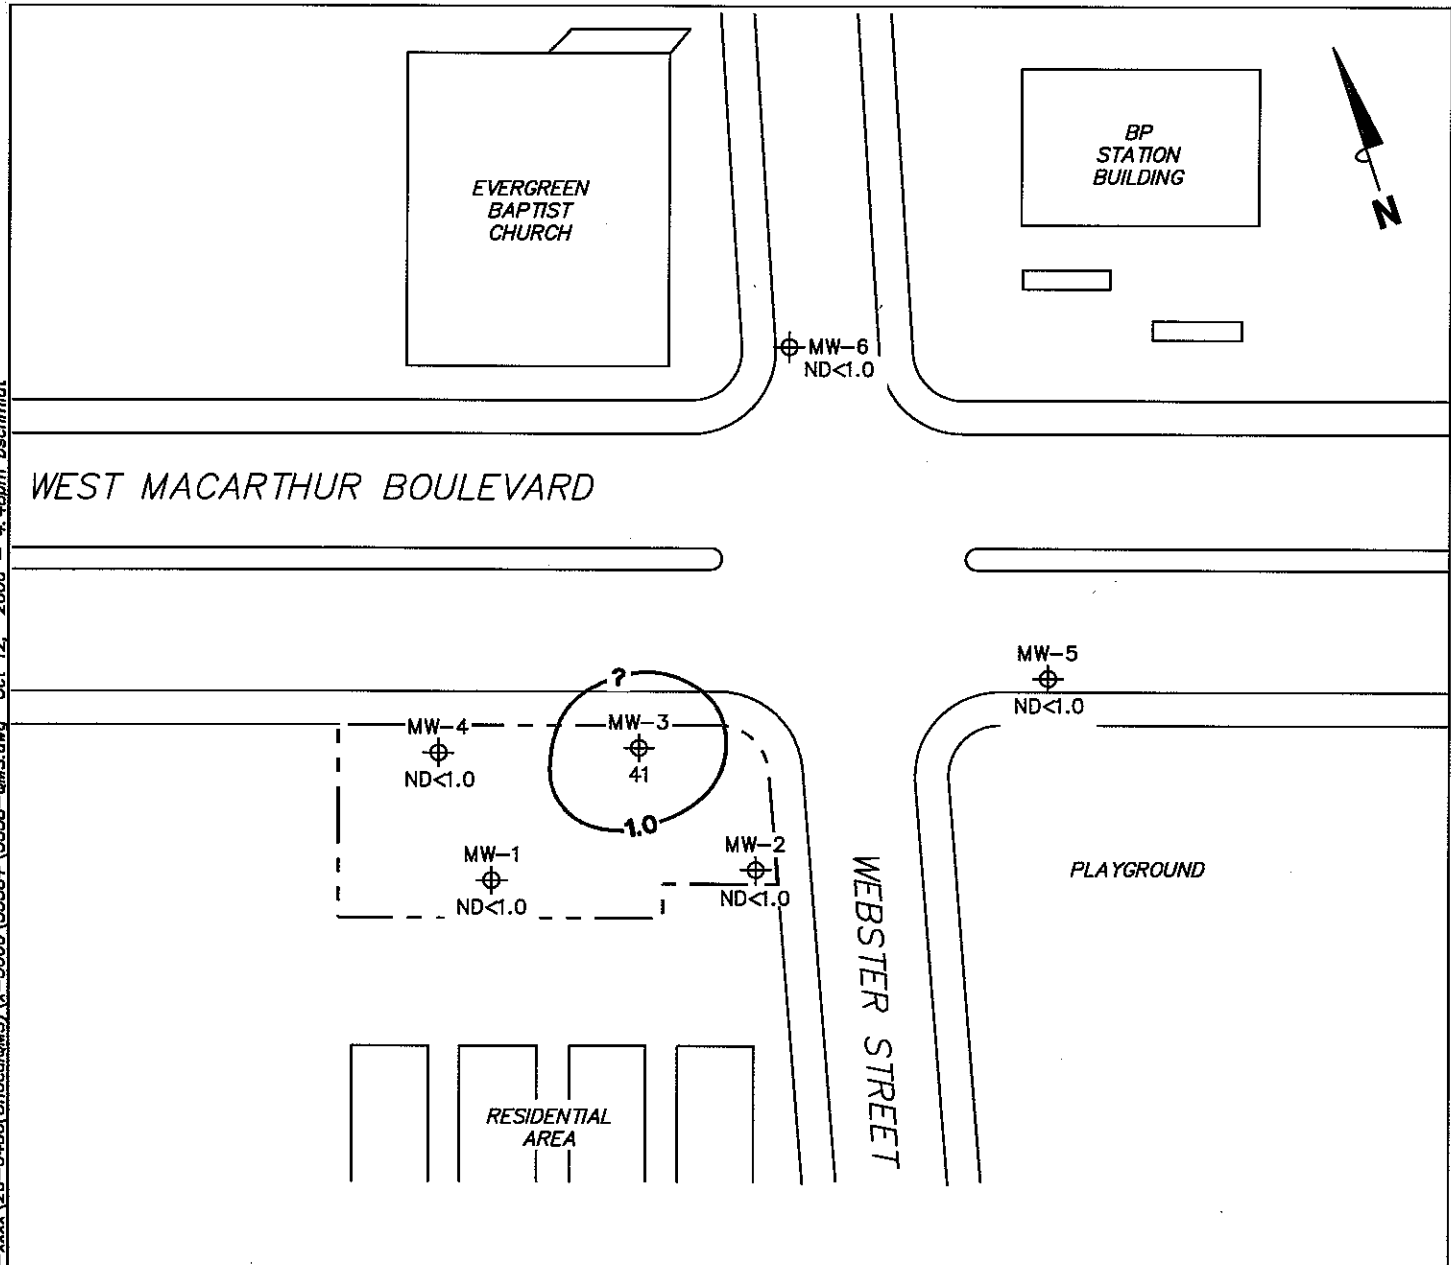 EVERGREEN
BAPTIST
CHURCH
BP
STATION
BUILDING
N
MW-6
ND<1.0
WEST MACARTHUR BOULEVARD
MW-5
ND<1.0
?
MW-4
ND<1.0
MW-3
41
1.0
MW-1
ND<1.0
MW-2
ND<1.0
WEBSTER STREET
PLAYGROUND
RESIDENTIAL
AREA